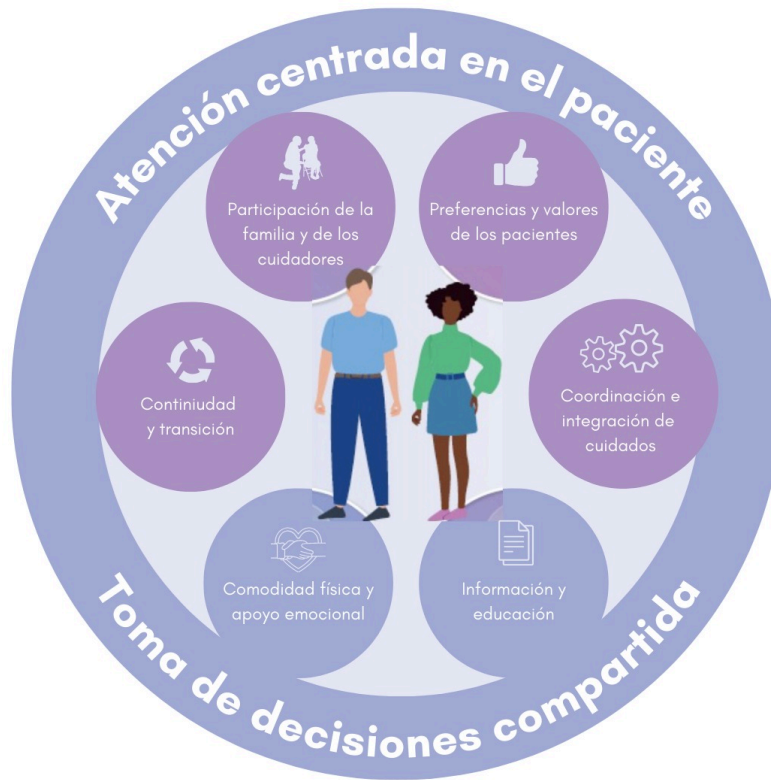 Atención centrada en el paciente
Participación de la
familia y de los
cuidadores
Preferencias y valores
de los pacientes
Continiudad
y transición
Coordinación e
integración de
cuidados
Comodidad física y
apoyo emocional
Información y
educación
Toma de decisiones compartida